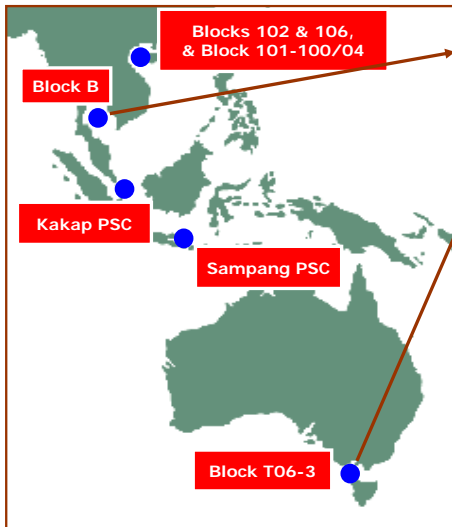 Blocks 102 & 106,
& Block 101-100/04
Block B
Kakap PSC
Sampang PSC
Block T06-3